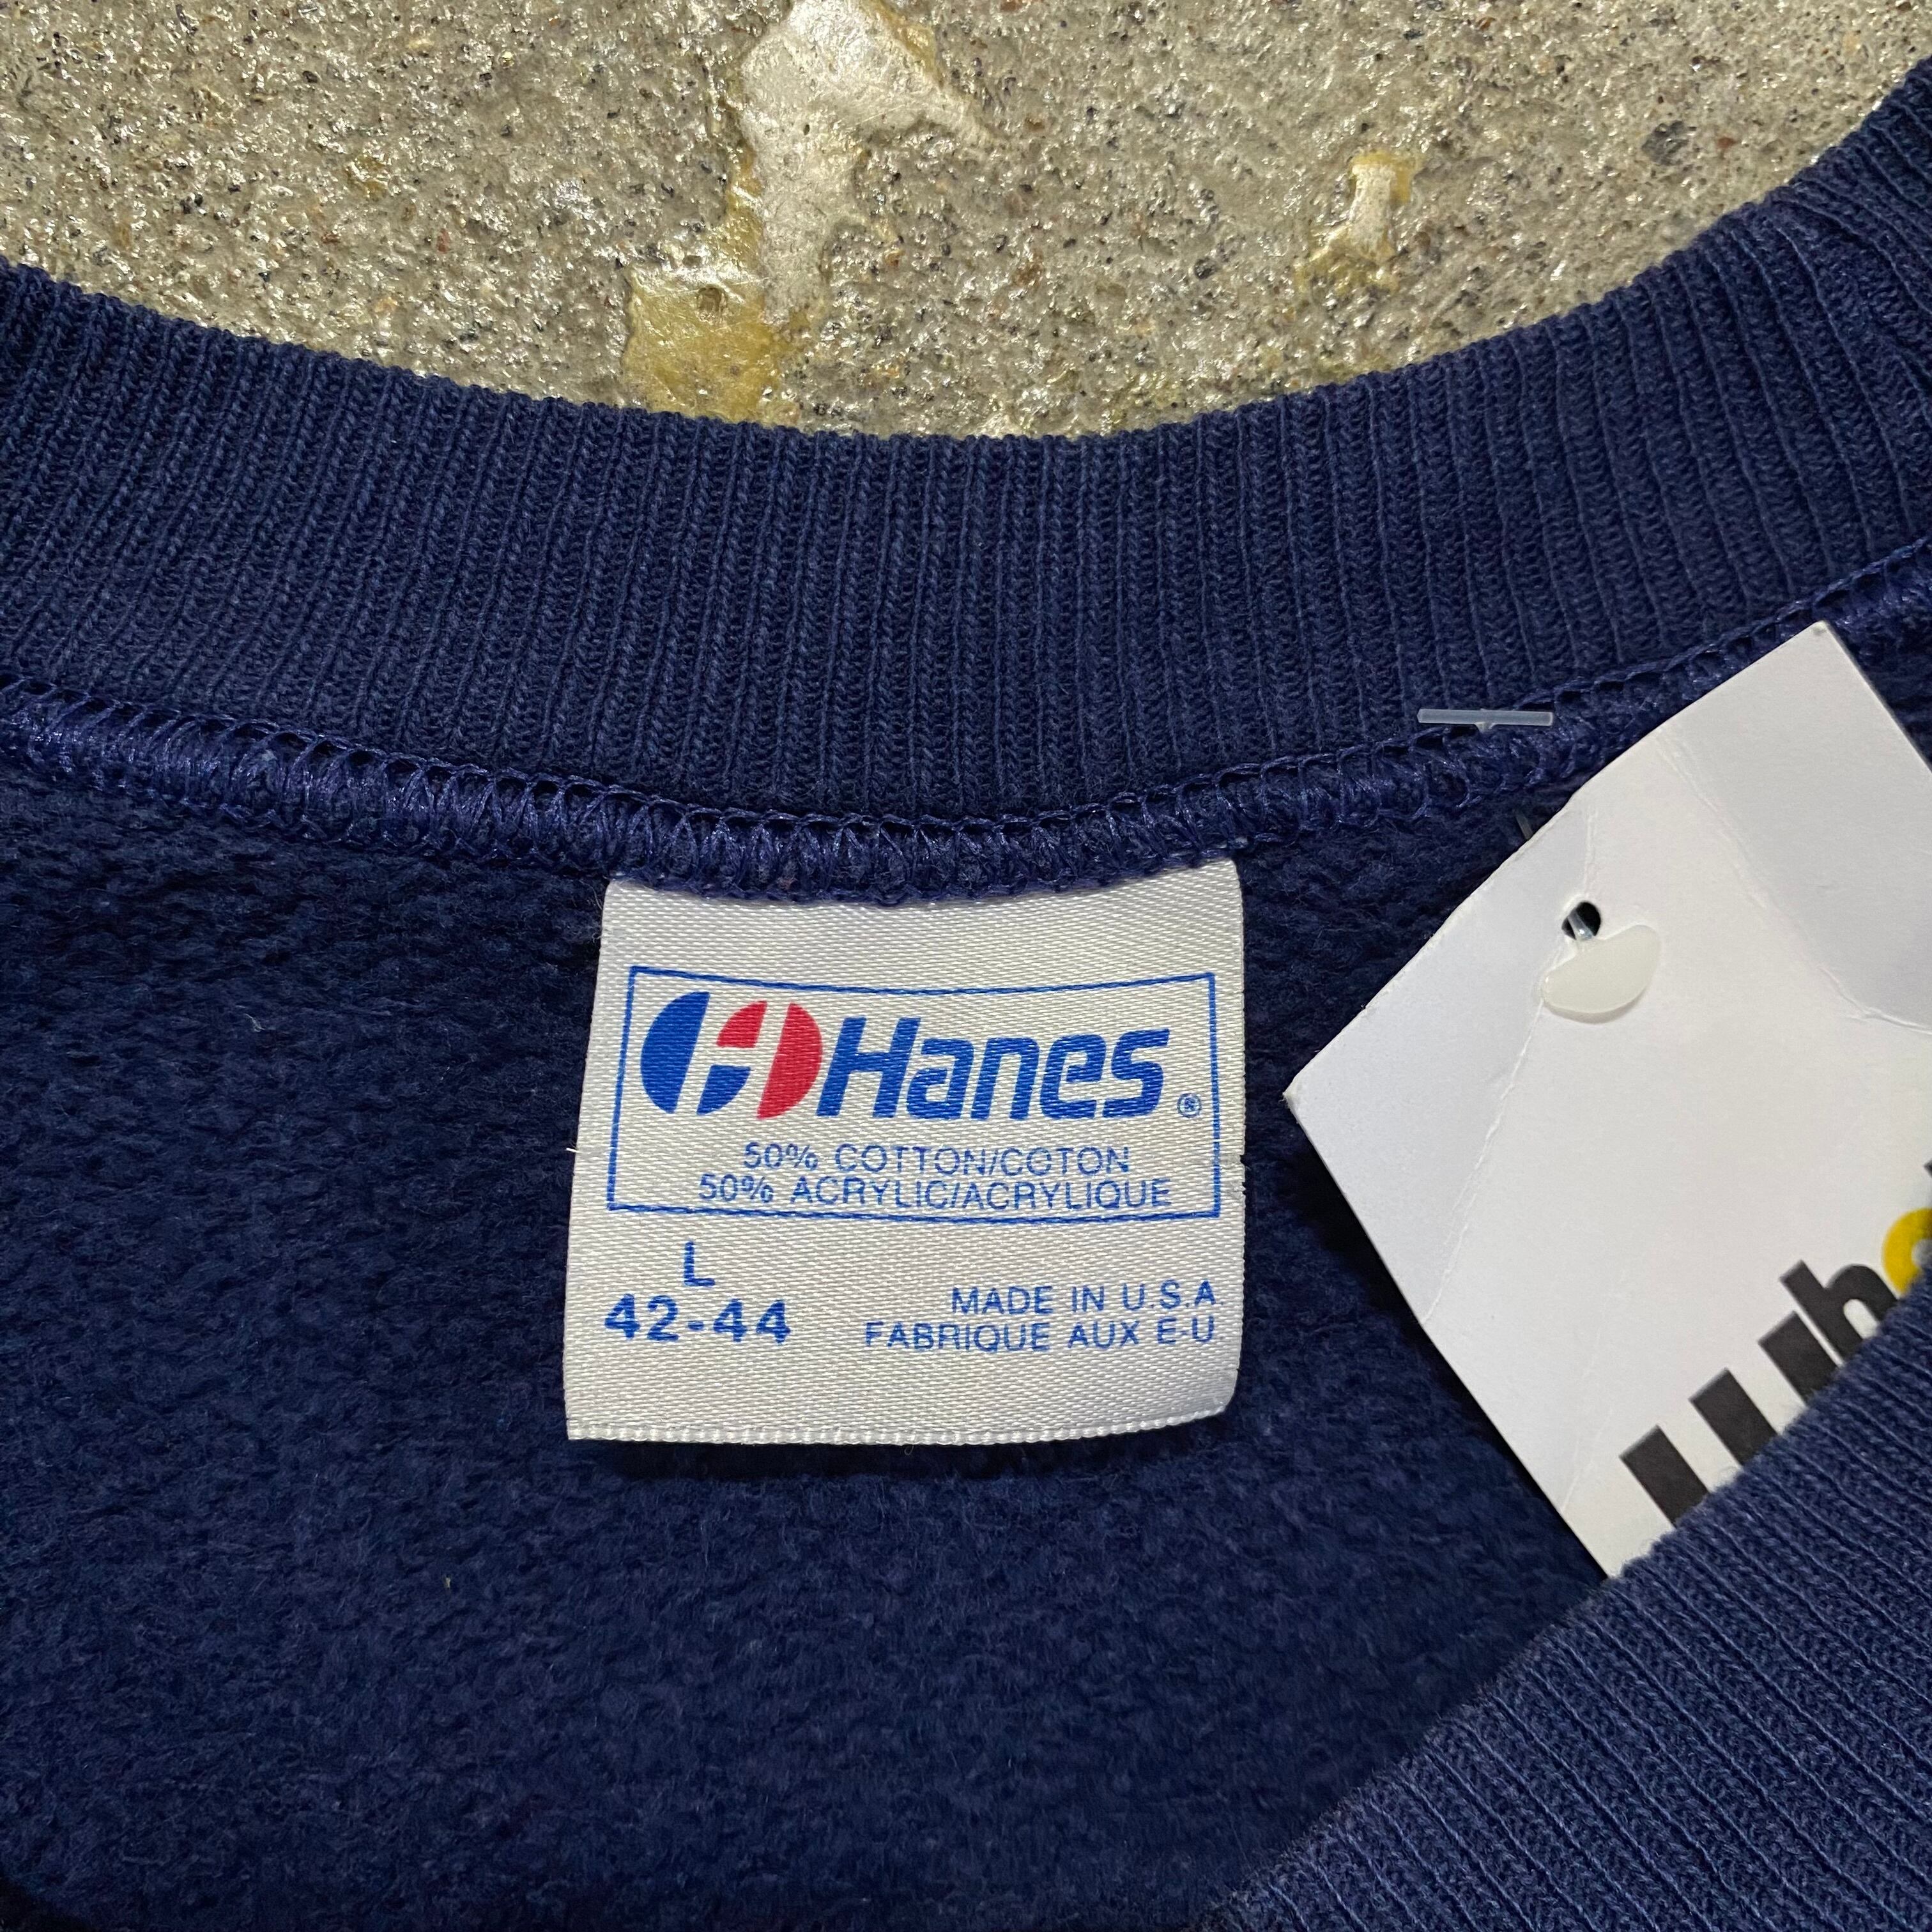 Hanes®
50% COTTON/COTON
50% ACRYLIC/ACRYLIQUE
L
42-44
MADE IN U.S.A.
FABRIQUE AUX E-U